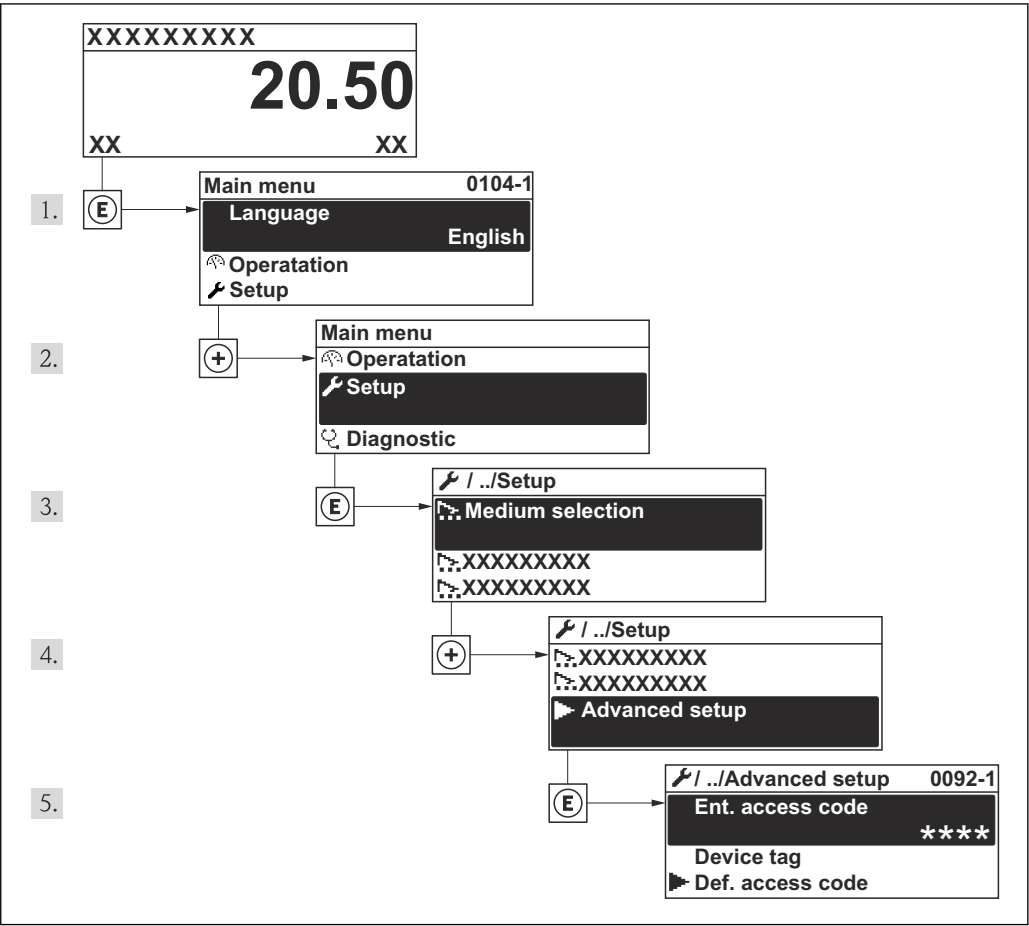 XXXXXXXXX
20.50
XX XX
1. E
Main menu 0104-1
Language
English
Operatation
Setup
2. +
Main menu
Operatation
Setup
Diagnostic
3. E
/ ../Setup
Medium selection
XXXXXXXXX
XXXXXXXXX
4. +
/ ../Setup
XXXXXXXXX
XXXXXXXXX
Advanced setup
5. E
/ ../Advanced setup 0092-1
Ent. access code
****
Device tag
Def. access code